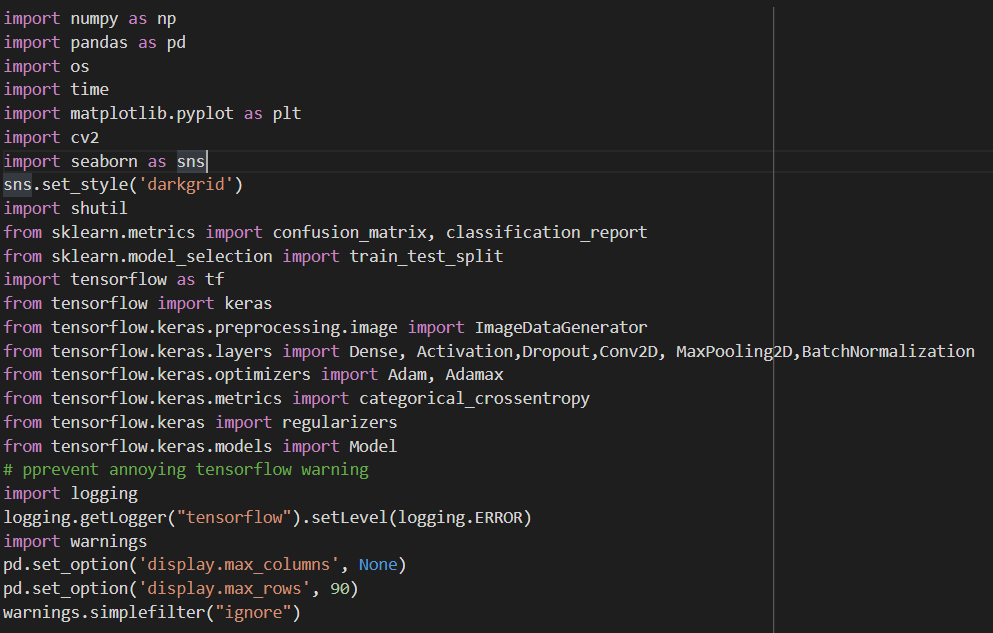 import numpy as np
import pandas as pd
import os
import time
import matplotlib.pyplot as plt
import cv2
import seaborn as sns
sns.set_style('darkgrid')
import shutil
from sklearn.metrics import confusion_matrix, classification_report
from sklearn.model_selection import train_test_split
import tensorflow as tf
from tensorflow import keras
from tensorflow.keras.preprocessing.image import ImageDataGenerator
from tensorflow.keras.layers import Dense, Activation,Dropout,Conv2D, MaxPooling2D,BatchNormalization
from tensorflow.keras.optimizers import Adam, Adamax
from tensorflow.keras.metrics import categorical_crossentropy
from tensorflow.keras import regularizers
from tensorflow.keras.models import Model
# pprevent annoying tensorflow warning
import logging
logging.getLogger("tensorflow").setLevel(logging.ERROR)
import warnings
pd.set_option('display.max_columns', None)
pd.set_option('display.max_rows', 90)
warnings.simplefilter("ignore")